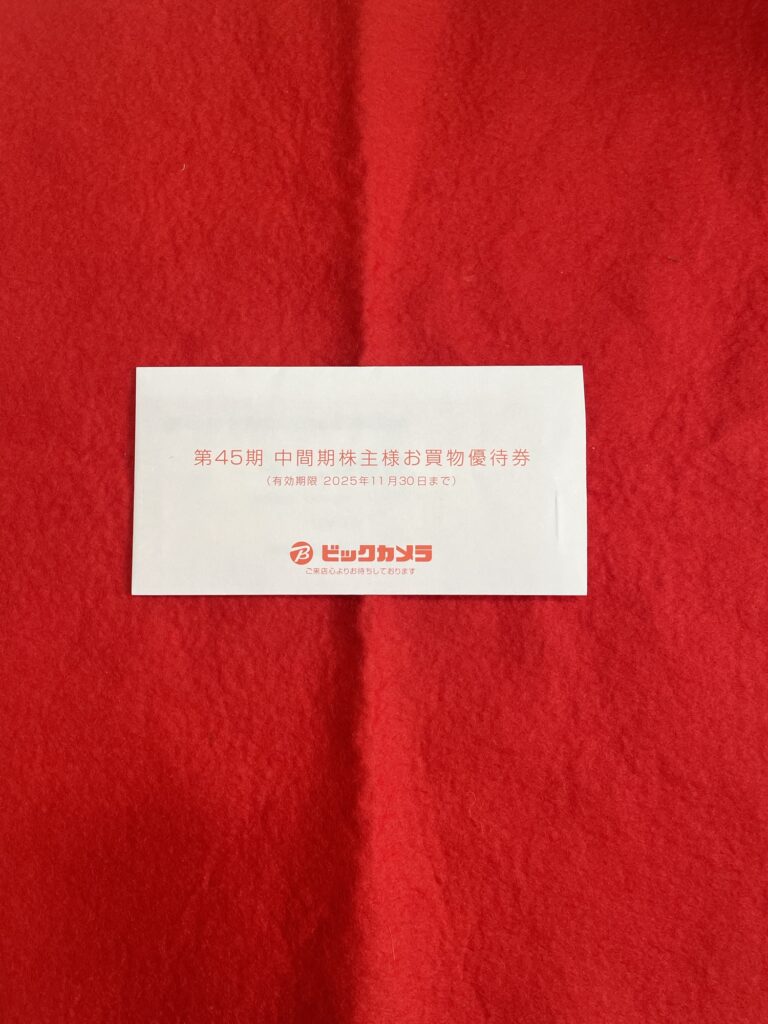 第45期 中間期株主様お買物優待券
(有効期限 2025年11月30日まで)
B ビックカメラ
ご来店心よりお待ちしております